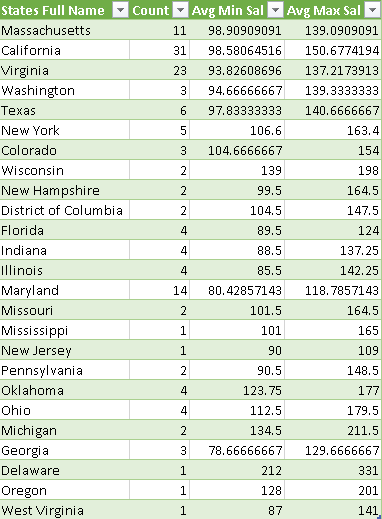 States Full Name Count Avg Min Sal Avg Max Sal
Massachusetts 11 98.90909091 139.0909091
California 31 98.58064516 150.6774194
Virginia 23 93.82608696 137.2173913
Washington 3 94.66666667 139.3333333
Texas 6 97.83333333 140.6666667
New York 5 106.6 163.4
Colorado 3 104.6666667 154
Wisconsin 2 139 198
New Hampshire 2 99.5 164.5
District of Columbia 2 104.5 147.5
Florida 4 89.5 124
Indiana 4 88.5 137.25
Illinois 4 85.5 142.25
Maryland 14 80.42857143 118.7857143
Missouri 2 101.5 164.5
Mississippi 1 101 165
New Jersey 1 90 109
Pennsylvania 2 90.5 148.5
Oklahoma 4 123.75 177
Ohio 4 112.5 179.5
Michigan 2 134.5 211.5
Georgia 3 78.66666667 129.6666667
Delaware 1 212 331
Oregon 1 128 201
West Virginia 1 87 141